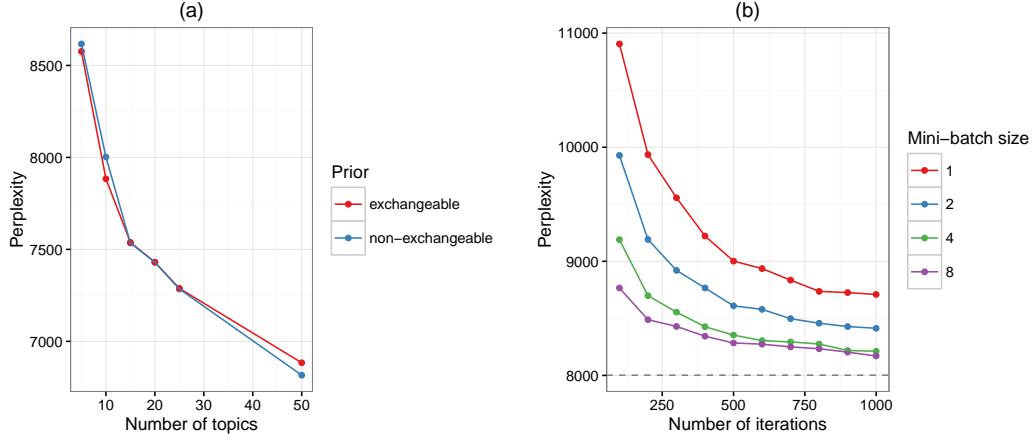 (a)
8500
8000
7500
7000
Perplexity
10 20 30 40 50
Number of topics
Prior
exchangeable
non−exchangeable
(b)
11000
10000
9000
8000
Perplexity
250 500 750 1000
Number of iterations
Mini−batch size
1
2
4
8